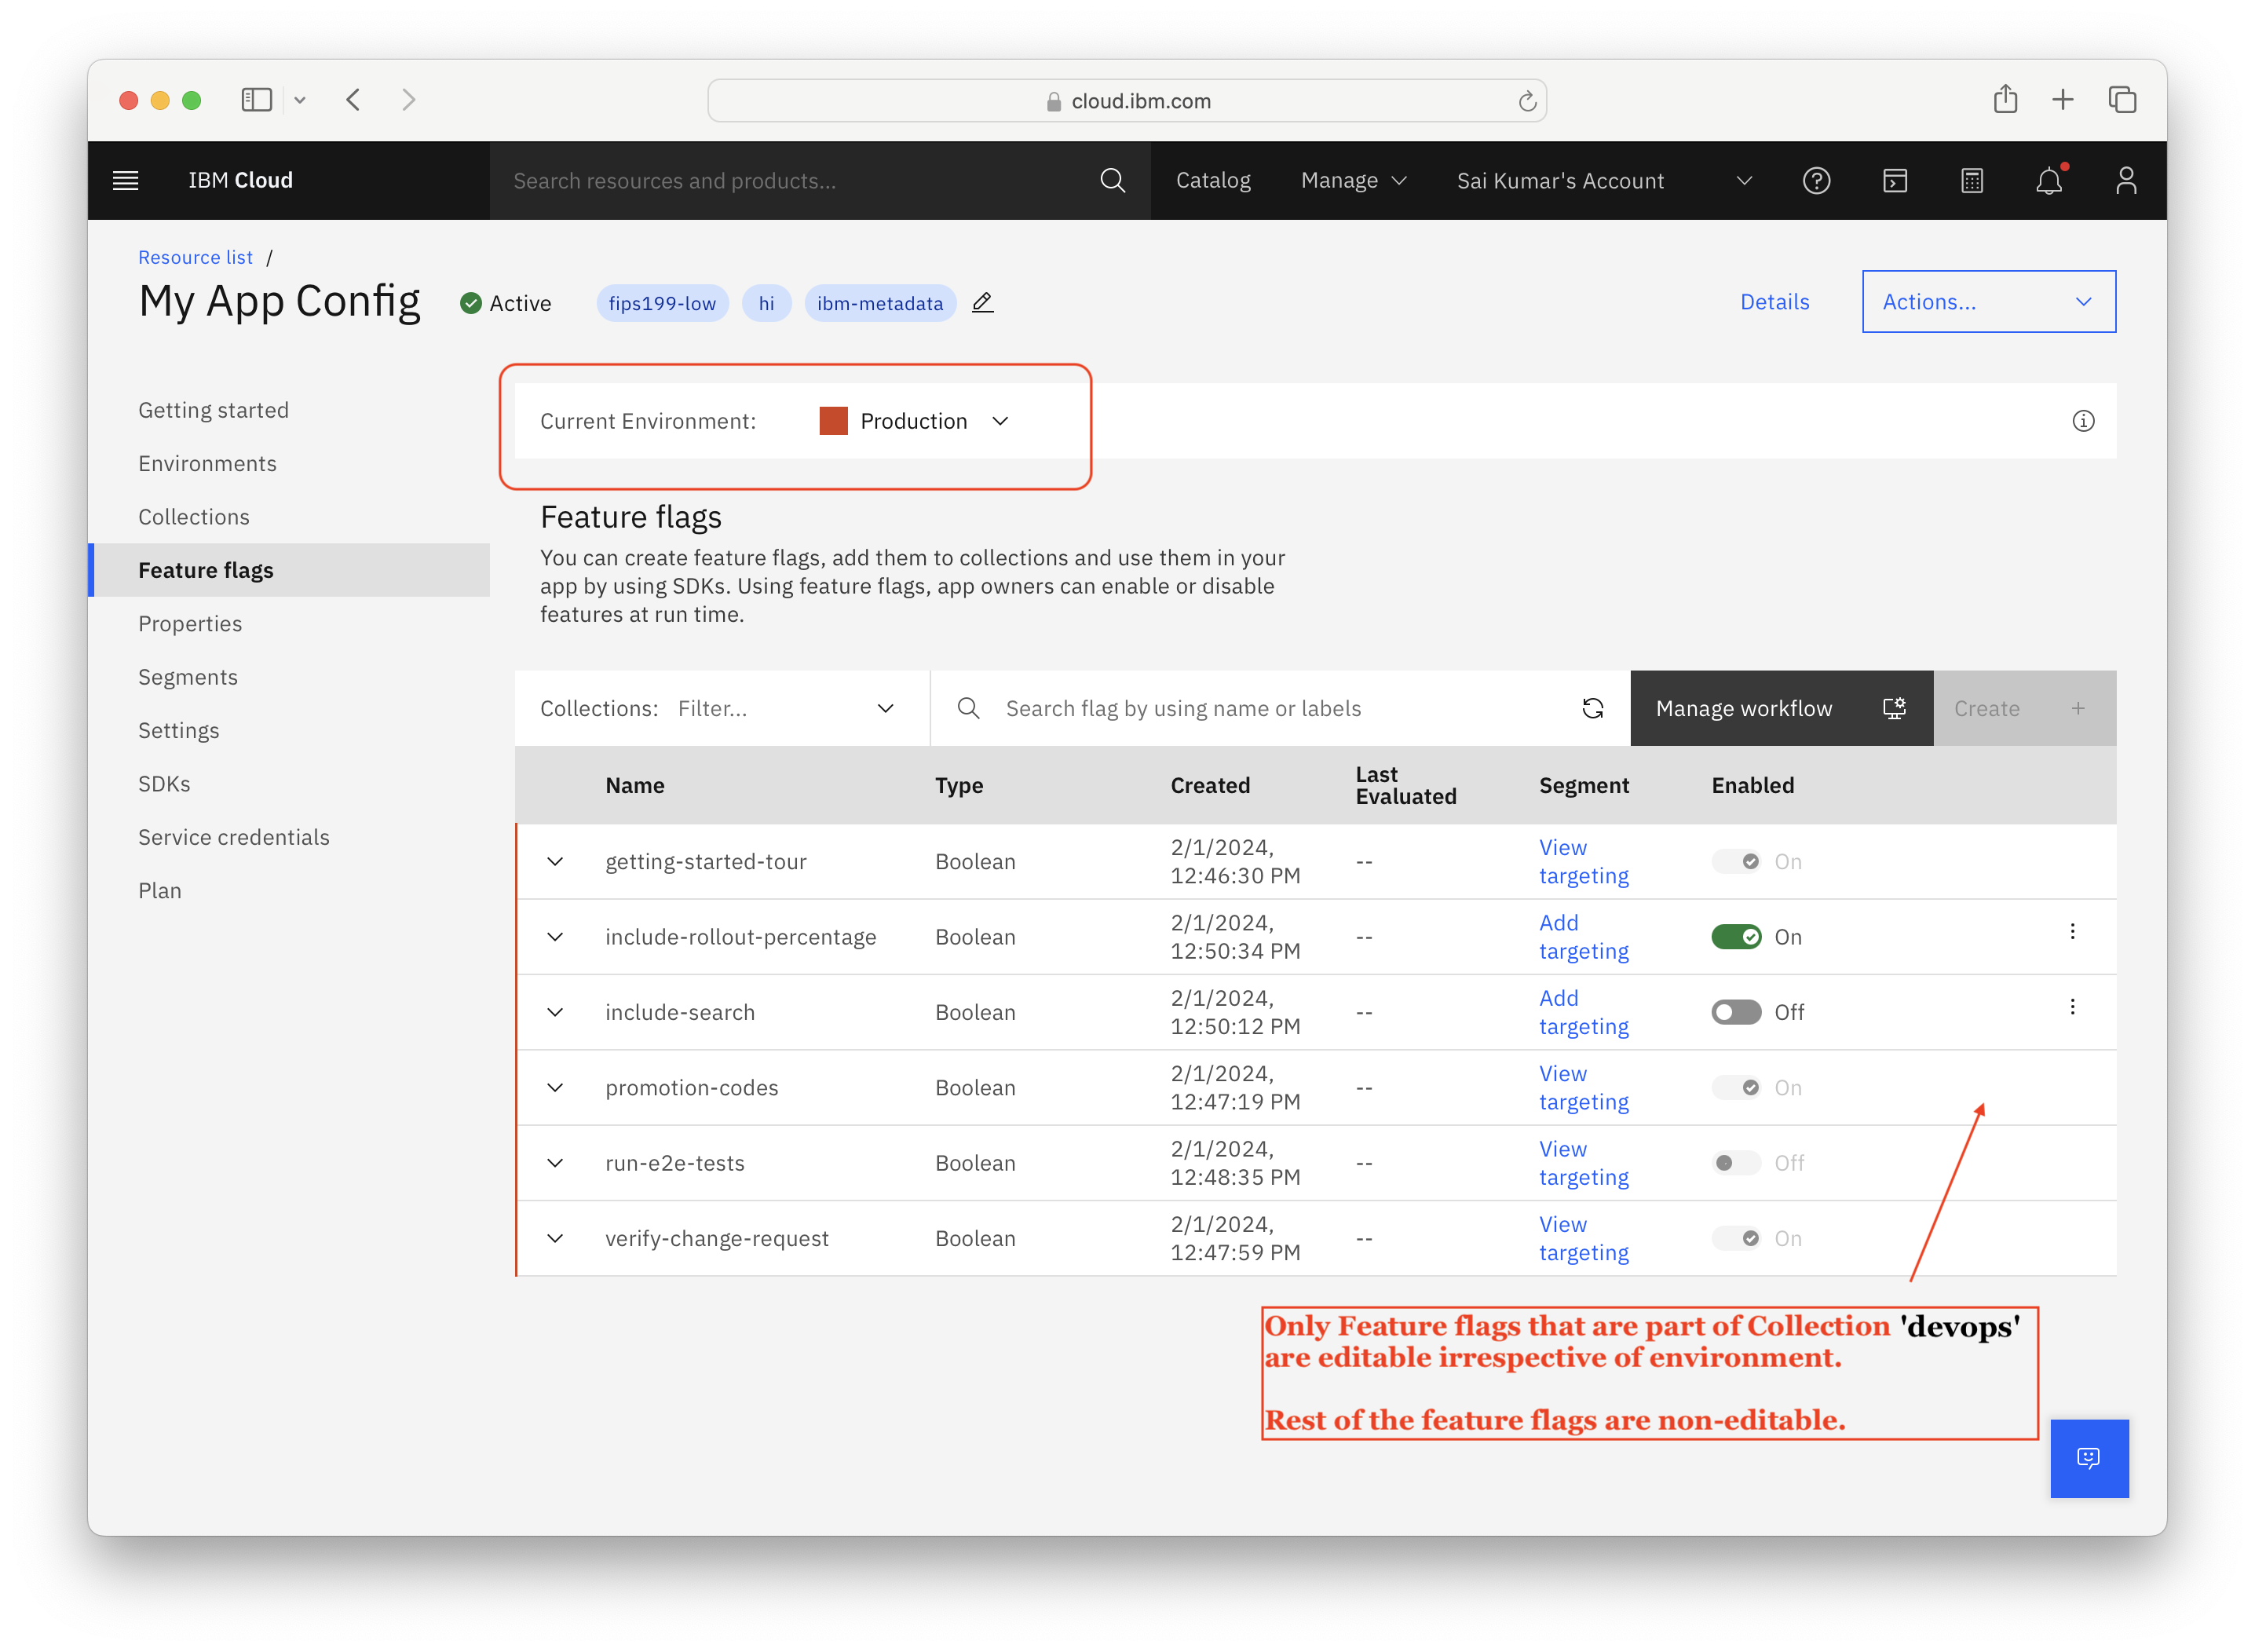 cloud.ibm.com
IBM Cloud
Search resources and products...
Catalog
Manage
Sai Kumar's Account
Resource list /
My App Config
Active
fips199-low
hi
ibm-metadata
Details
Actions...
Getting started
Environments
Collections
Feature flags
Properties
Segments
Settings
SDKs
Service credentials
Plan
Current Environment:
Production
Feature flags
You can create feature flags, add them to collections and use them in your
app by using SDKs. Using feature flags, app owners can enable or disable
features at run time.
Collections: Filter...
Search flag by using name or labels
Manage workflow
Create +
Name Type Created Last Evaluated Segment Enabled
getting-started-tour Boolean 2/1/2024, 12:46:30 PM -- View targeting On
include-rollout-percentage Boolean 2/1/2024, 12:50:34 PM -- Add targeting On
include-search Boolean 2/1/2024, 12:50:12 PM -- Add targeting Off
promotion-codes Boolean 2/1/2024, 12:47:19 PM -- View targeting On
run-e2e-tests Boolean 2/1/2024, 12:48:35 PM -- View targeting Off
verify-change-request Boolean 2/1/2024, 12:47:59 PM -- View targeting On
Only Feature flags that are part of Collection 'devops'
are editable irrespective of environment.
Rest of the feature flags are non-editable.